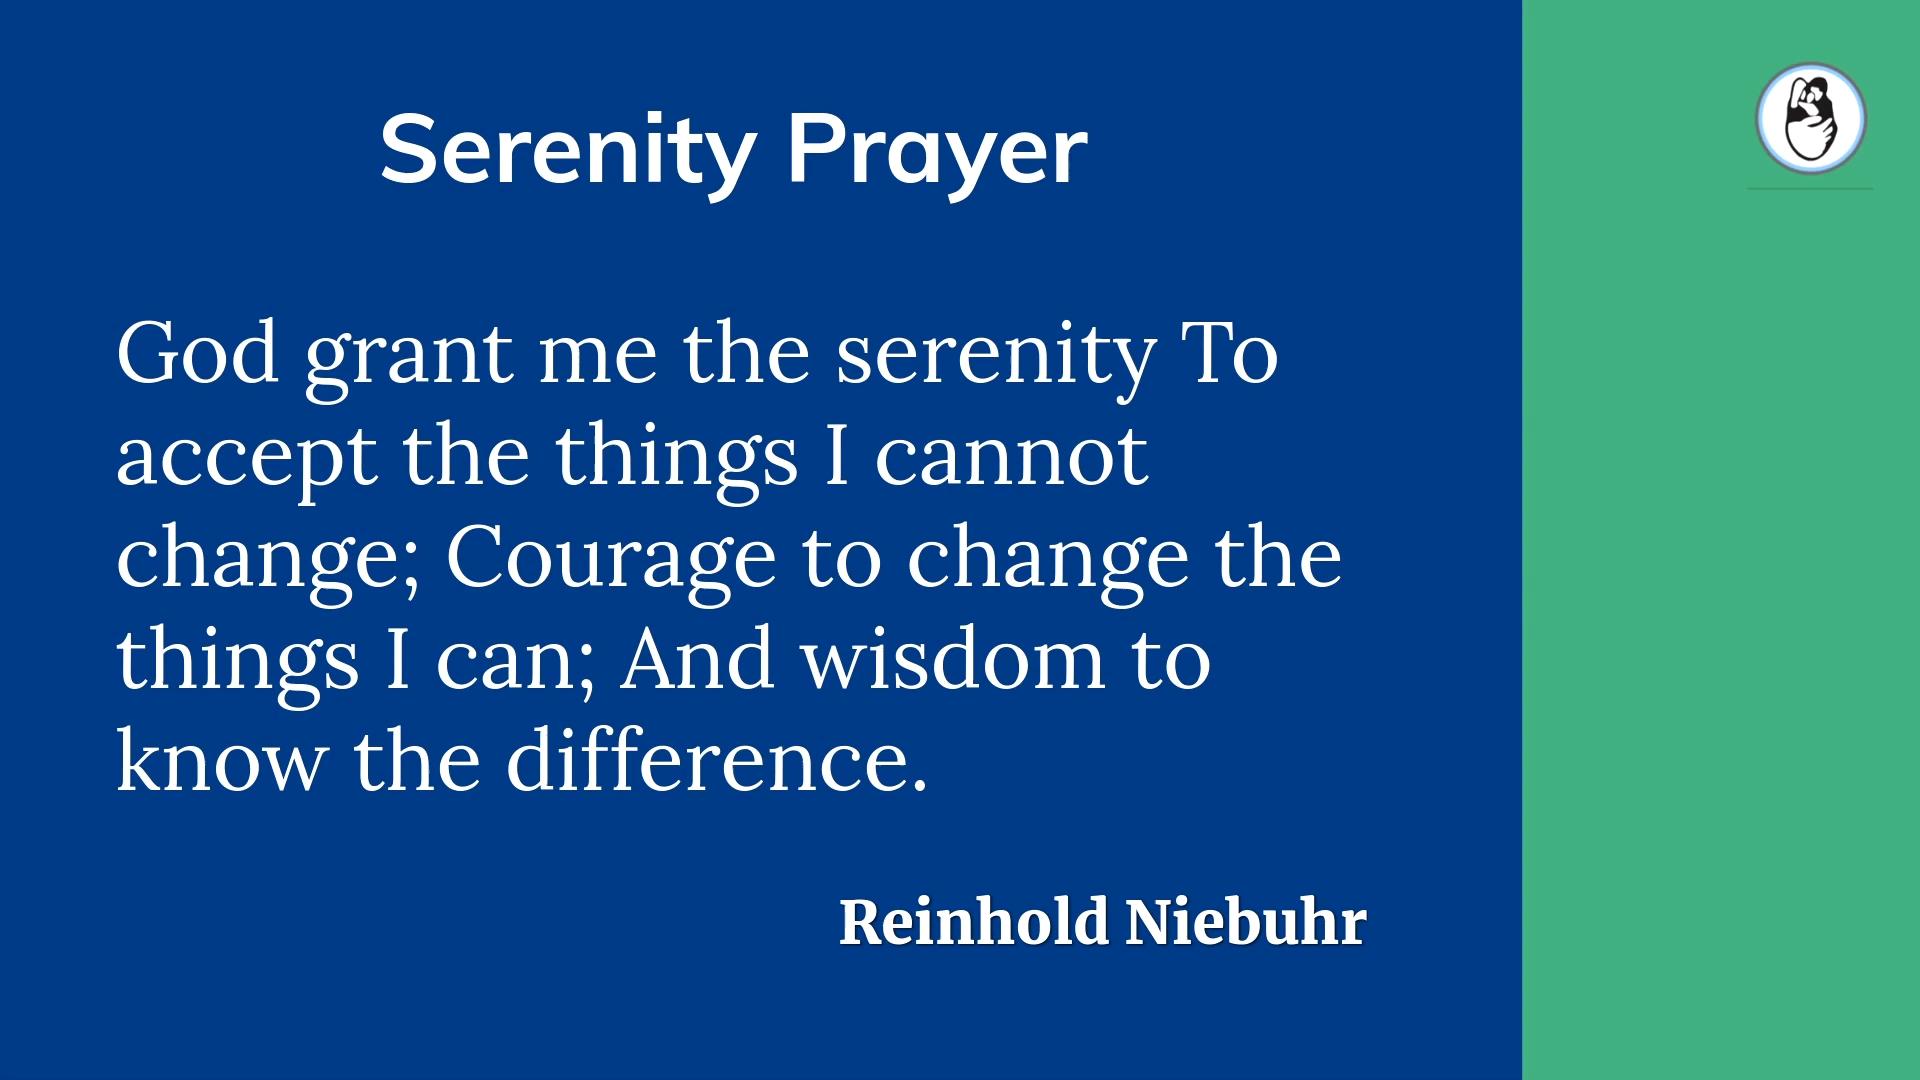 Serenity Prayer
God grant me the serenity To
accept the things I cannot
change; Courage to change the
things I can; And wisdom to
know the difference.
Reinhold Niebuhr